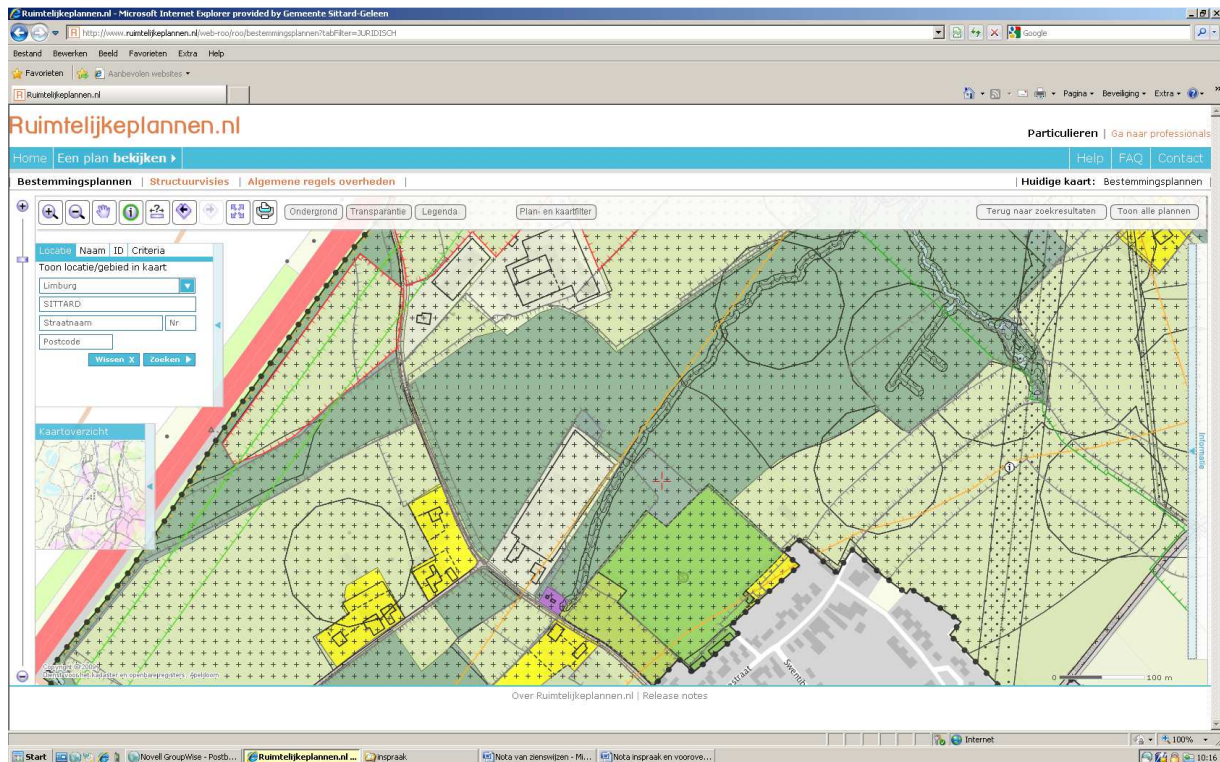 Ruimtelijkeplannen.nl - Microsoft Internet Explorer provided by Gemeente Sittard-Geleen
http://www.ruimtelijkeplannen.nl/web-roo/roo/bestemmingsplannen?tabFilter=JURIDISCH
Google
Bestand Bewerken Beeld Favorieten Extra Help
Favorieten Aanbevolen websites
Ruimtelijkeplannen.nl
Pagina Beveiliging Extra
Ruimtelijkeplannen.nl
Particulieren | Ga naar professionals
Home Een plan bekijken Help FAQ Contact
Bestemmingsplannen | Structuurvisies | Algemene regels overheden | | Huidige kaart: Bestemmingsplannen |
Ondergrond Transparantie Legenda Plan- en kaartfilter Terug naar zoekresultaten Toon alle plannen
Locatie Naam ID Criteria
Toon locatie/gebied in kaart
Limburg
SITTARD
Straatnaam Nr
Postcode
Wissen X Zoeken
Kaartoverzicht
Informatie
0 100 m
Over Ruimtelijkeplannen.nl | Release notes
Internet 100%
Start Novell GroupWise - Postb... Ruimtelijkeplannen.nl ... inspraak Nota van zienswijzen - Mi... Nota inspraak en voorove... 10:16